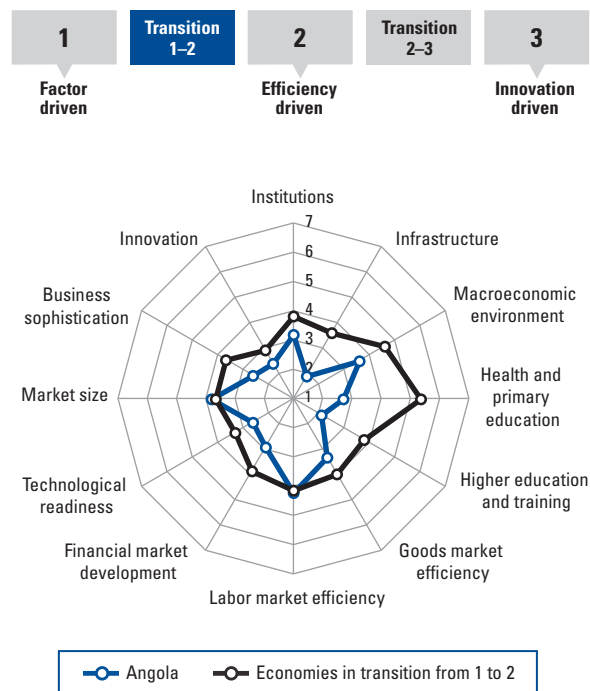 1
Transition
1–2
2
Transition
2–3
3
Factor
driven
Efficiency
driven
Innovation
driven
Institutions
7
Innovation
Infrastructure
6
5
Business
sophistication
Macroeconomic
environment
4
3
2
Market size
1
Health and
primary
education
Technological
readiness
Higher education
and training
Financial market
development
Goods market
efficiency
Labor market efficiency
Angola
Economies in transition from 1 to 2